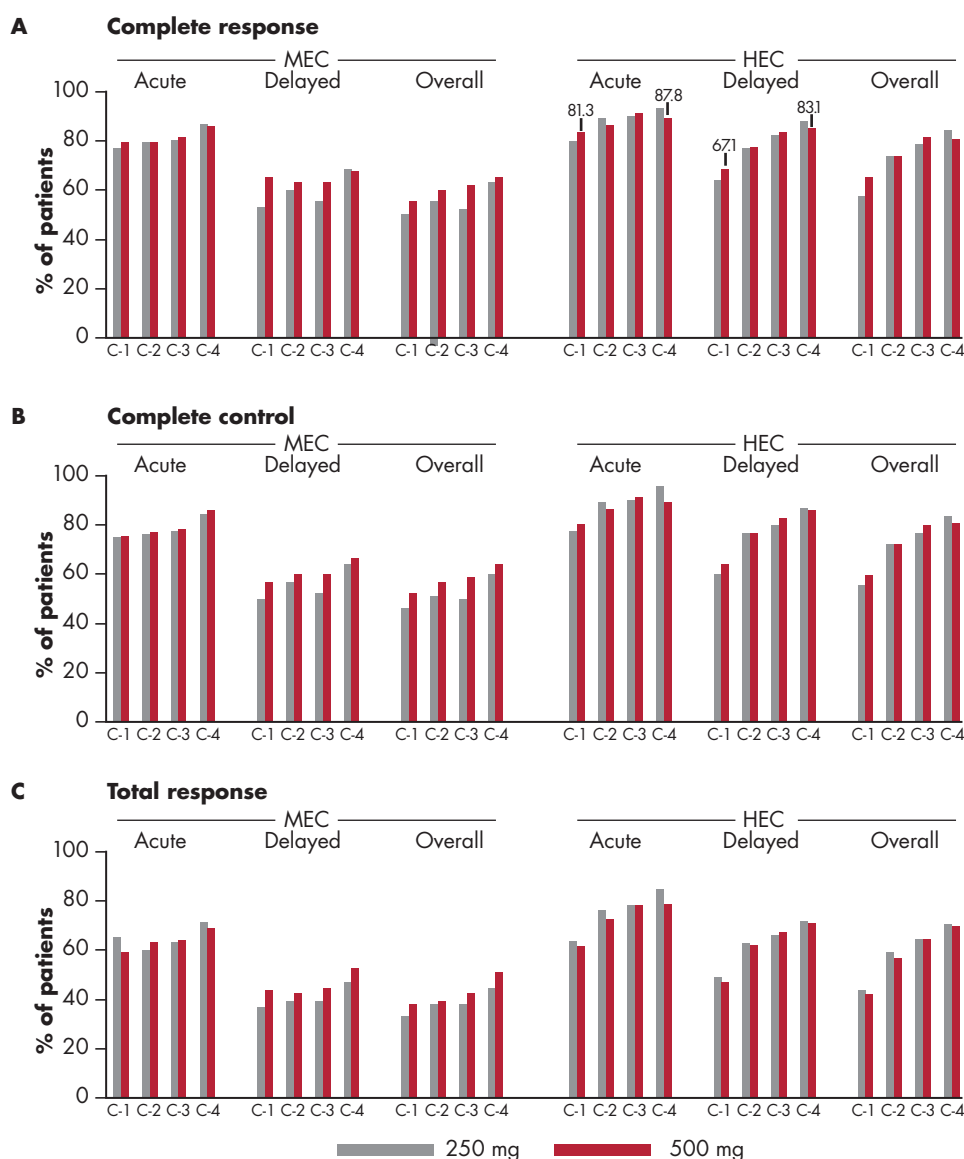 A Complete response
MEC HEC
Acute Delayed Overall Acute Delayed Overall
100
80
60
40
20
0
% of patients
81.3 87.8 67.1 83.1
C-1 C-2 C-3 C-4 C-1 C-2 C-3 C-4 C-1 C-2 C-3 C-4 C-1 C-2 C-3 C-4 C-1 C-2 C-3 C-4 C-1 C-2 C-3 C-4
B Complete control
MEC HEC
Acute Delayed Overall Acute Delayed Overall
100
80
60
40
20
0
% of patients
C-1 C-2 C-3 C-4 C-1 C-2 C-3 C-4 C-1 C-2 C-3 C-4 C-1 C-2 C-3 C-4 C-1 C-2 C-3 C-4 C-1 C-2 C-3 C-4
C Total response
MEC HEC
Acute Delayed Overall Acute Delayed Overall
100
80
60
40
20
0
% of patients
C-1 C-2 C-3 C-4 C-1 C-2 C-3 C-4 C-1 C-2 C-3 C-4 C-1 C-2 C-3 C-4 C-1 C-2 C-3 C-4 C-1 C-2 C-3 C-4
250 mg 500 mg